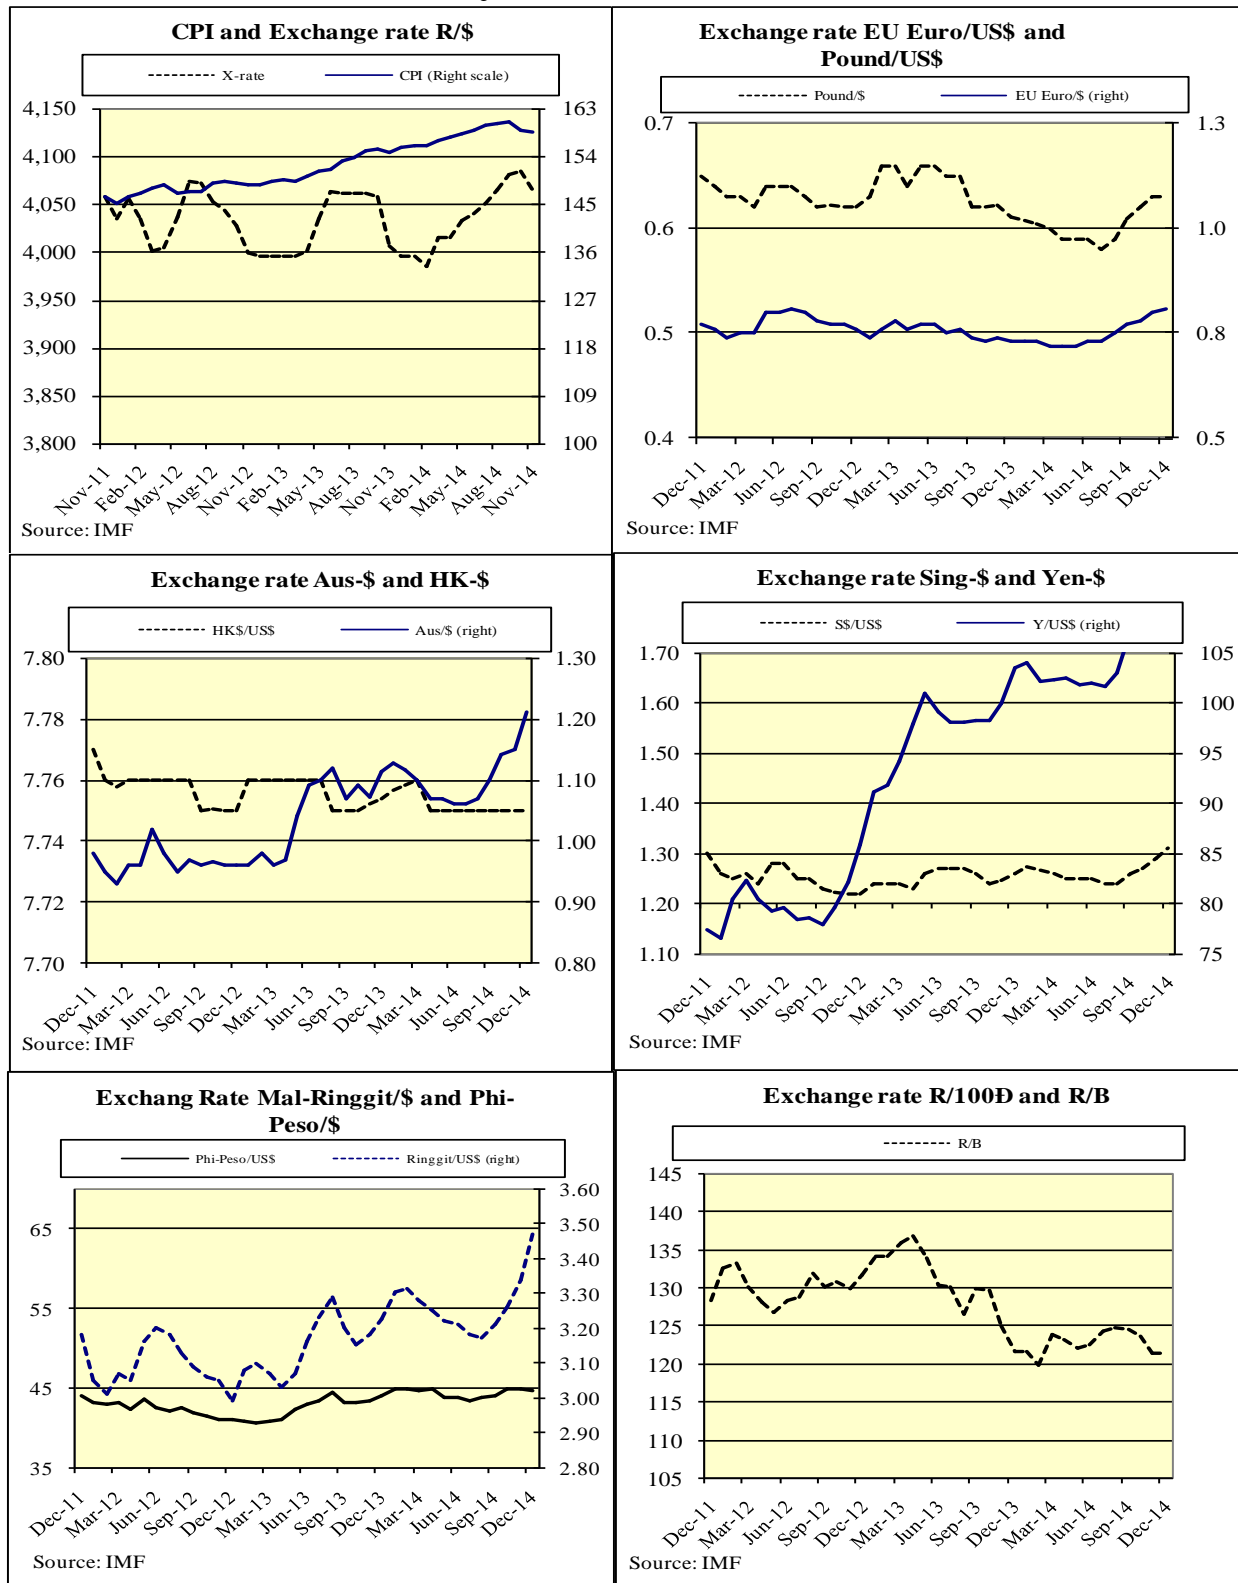 CPI and Exchange rate R/$
X-rate CPI (Right scale)
4,150 163
4,100 154
4,050 145
4,000 136
3,950 127
3,900 118
3,850 109
3,800 100
Nov-11 Feb-12 May-12 Aug-12 Nov-12 Feb-13 May-13 Aug-13 Nov-13 Feb-14 May-14 Aug-14 Nov-14
Source: IMF
Exchange rate EU Euro/US$ and
Pound/US$
Pound/$ EU Euro/$ (right)
0.7 1.3
0.6 1.0
0.5 0.8
0.4 0.5
Dec-11 Mar-12 Jun-12 Sep-12 Dec-12 Mar-13 Jun-13 Sep-13 Dec-13 Mar-14 Jun-14 Sep-14 Dec-14
Source: IMF
Exchange rate Aus-$ and HK-$
HK$/US$ Aus/$ (right)
7.80 1.30
7.78 1.20
7.76 1.10
7.74 1.00
7.72 0.90
7.70 0.80
Dec-11 Mar-12 Jun-12 Sep-12 Dec-12 Mar-13 Jun-13 Sep-13 Dec-13 Mar-14 Jun-14 Sep-14 Dec-14
Source: IMF
Exchange rate Sing-$ and Yen-$
S$/US$ Y/US$ (right)
1.70 105
1.60 100
1.50 95
1.40 90
1.30 85
1.20 80
1.10 75
Dec-11 Mar-12 Jun-12 Sep-12 Dec-12 Mar-13 Jun-13 Sep-13 Dec-13 Mar-14 Jun-14 Sep-14 Dec-14
Source: IMF
Exchang Rate Mal-Ringgit/$ and Phi-
Peso/$
Phi-Peso/US$ Ringgit/US$ (right)
65
55
45
35
3.60
3.50
3.40
3.30
3.20
3.10
3.00
2.90
2.80
Dec-11 Mar-12 Jun-12 Sep-12 Dec-12 Mar-13 Jun-13 Sep-13 Dec-13 Mar-14 Jun-14 Sep-14 Dec-14
Source: IMF
Exchange rate R/100Đ and R/B
R/B
145
140
135
130
125
120
115
110
105
Dec-11 Mar-12 Jun-12 Sep-12 Dec-12 Mar-13 Jun-13 Sep-13 Dec-13 Mar-14 Jun-14 Sep-14 Dec-14
Source: IMF